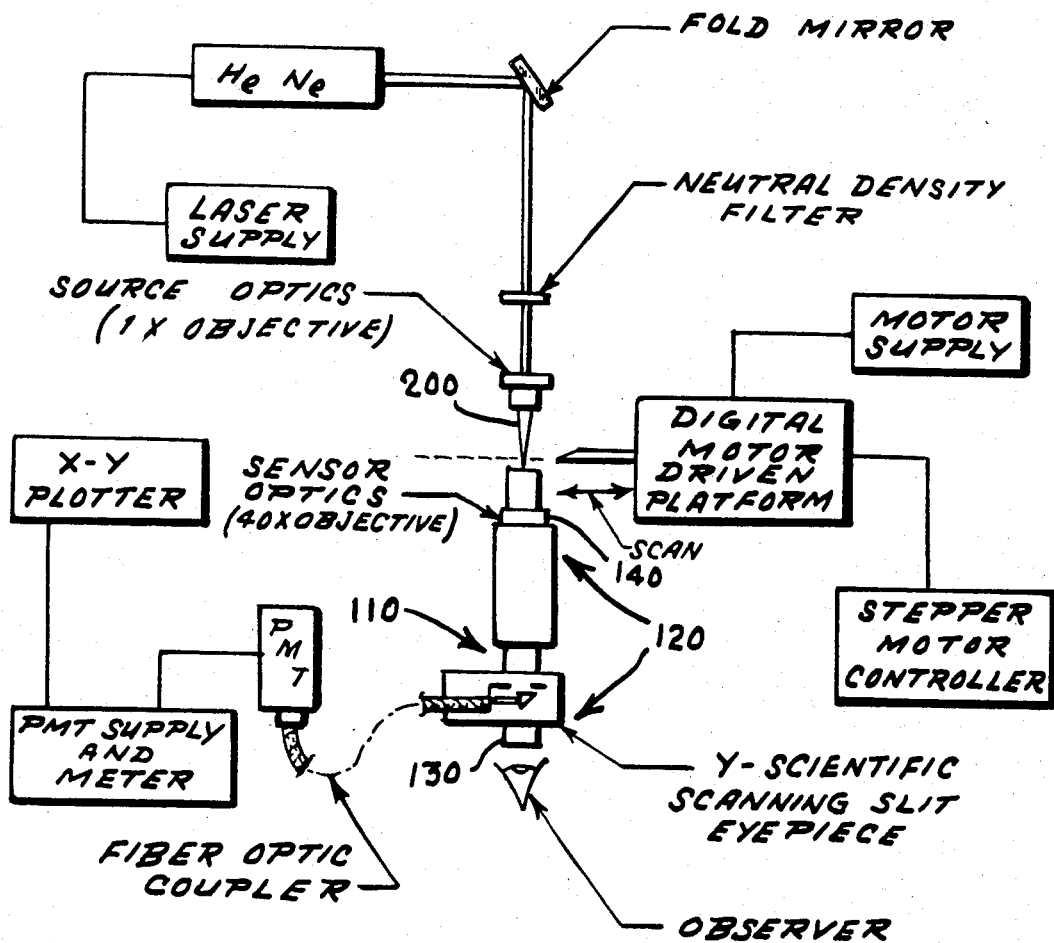 FOLD MIRROR
He Ne
LASER
SUPPLY
NEUTRAL DENSITY
FILTER
SOURCE OPTICS
(1X OBJECTIVE)
MOTOR
SUPPLY
200
DIGITAL
MOTOR
DRIVEN
PLATFORM
X-Y
PLOTTER
SENSOR
OPTICS
(40X OBJECTIVE)
SCAN
140
110
120
PMT
STEPPER
MOTOR
CONTROLLER
PMT SUPPLY
AND
METER
130
Y-SCIENTIFIC
SCANNING SLIT
EYEPIECE
FIBER OPTIC
COUPLER
OBSERVER